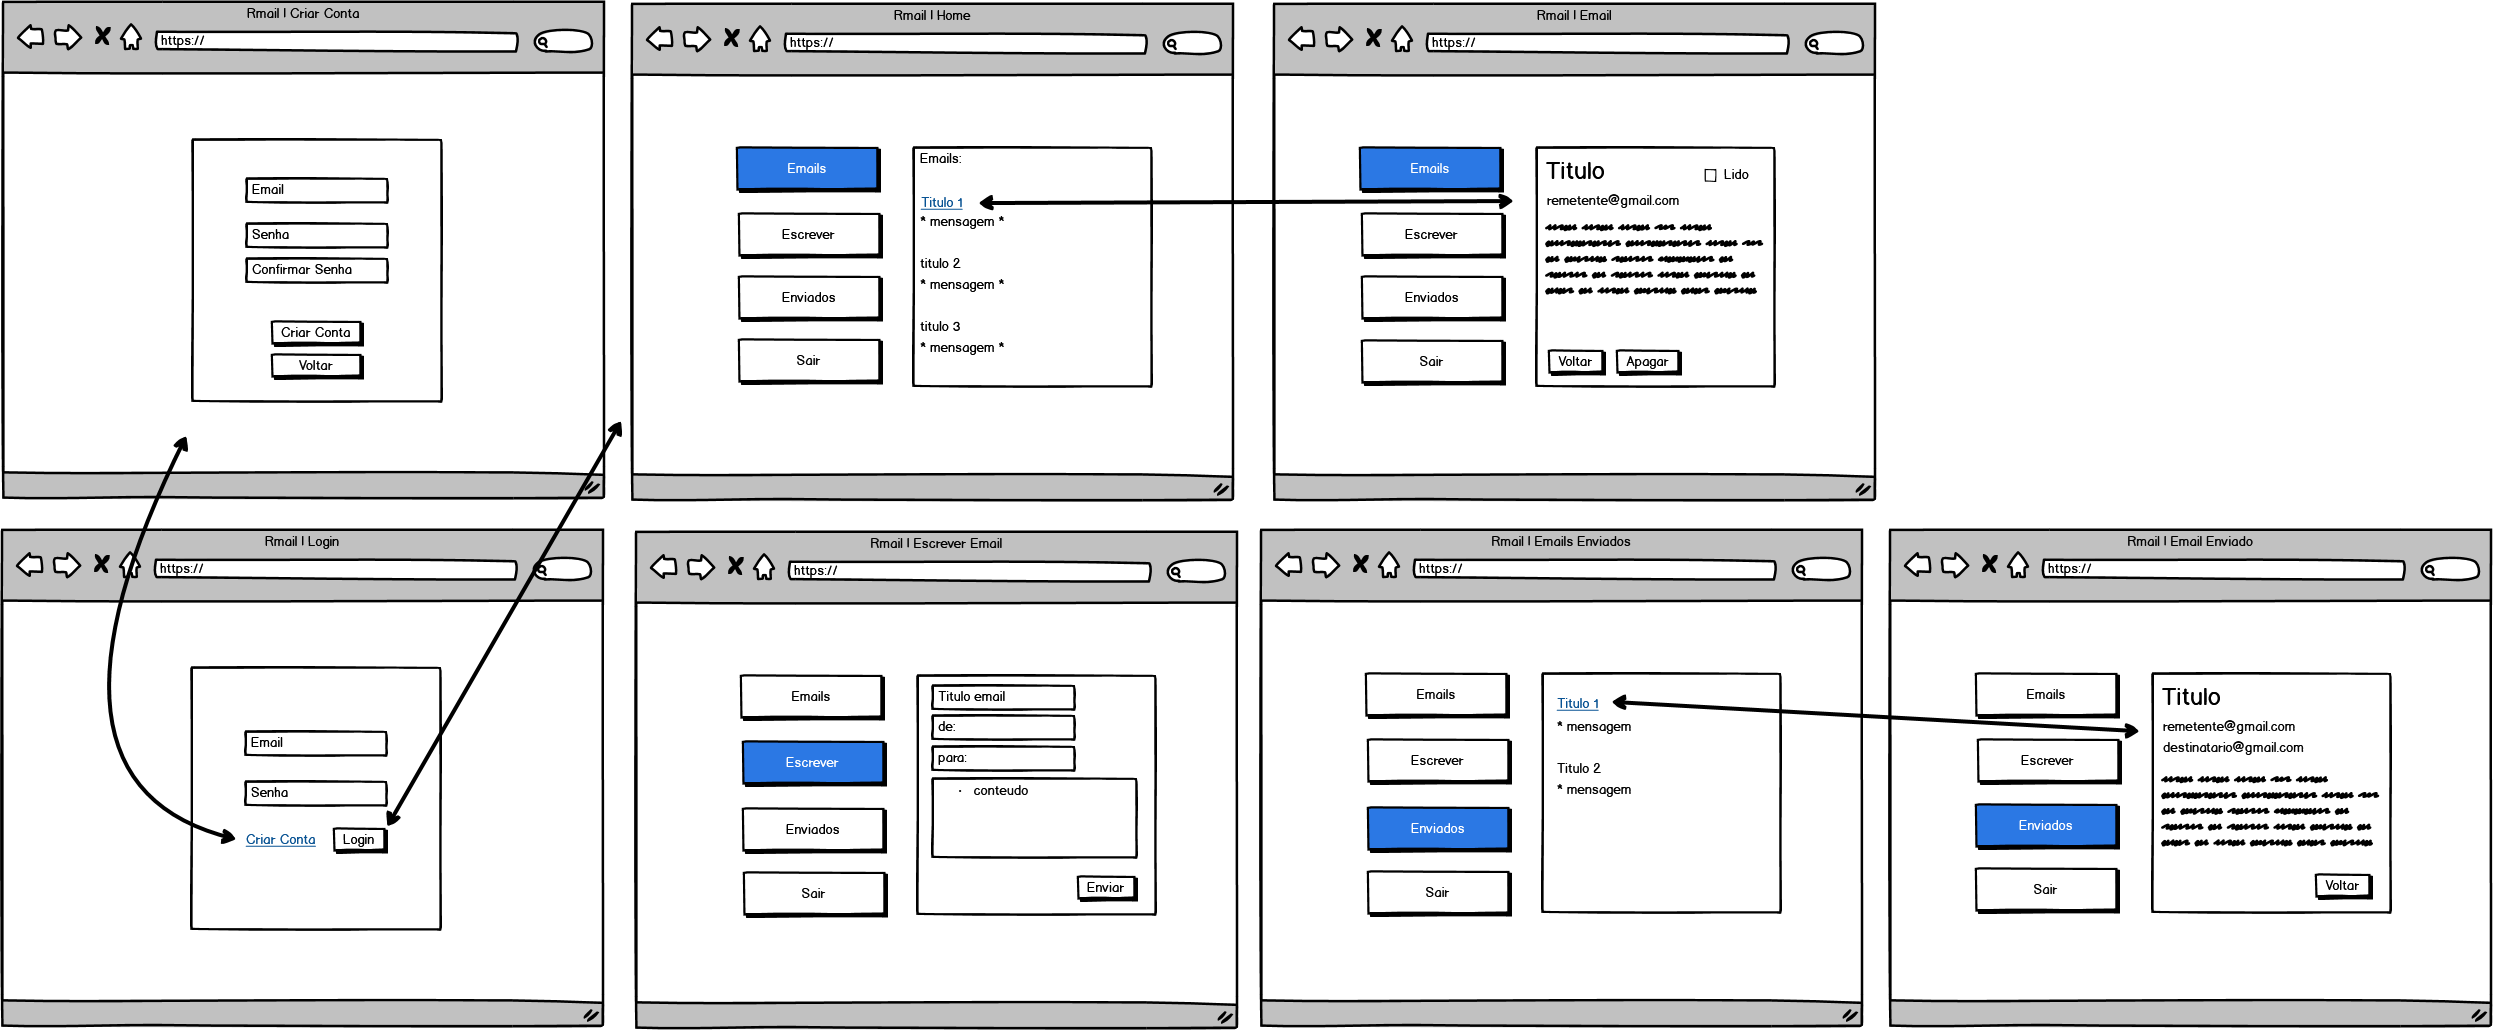 Rmail | Criar Conta
https://
Email
Senha
Confirmar Senha
Criar Conta
Voltar
Rmail | Home
https://
Emails
Escrever
Enviados
Sair
Emails:
Titulo 1
* mensagem *
titulo 2
* mensagem *
titulo 3
* mensagem *
Rmail | Email
https://
Emails
Escrever
Enviados
Sair
Titulo
Lido
remetente@gmail.com
Voltar
Apagar
Rmail | Login
https://
Email
Senha
Criar Conta
Login
Rmail | Escrever Email
https://
Emails
Escrever
Enviados
Sair
Titulo email
de:
para:
· conteudo
Enviar
Rmail | Emails Enviados
https://
Emails
Escrever
Enviados
Sair
Titulo 1
* mensagem
Titulo 2
* mensagem
Rmail | Email Enviado
https://
Emails
Escrever
Enviados
Sair
Titulo
remetente@gmail.com
destinatario@gmail.com
Voltar